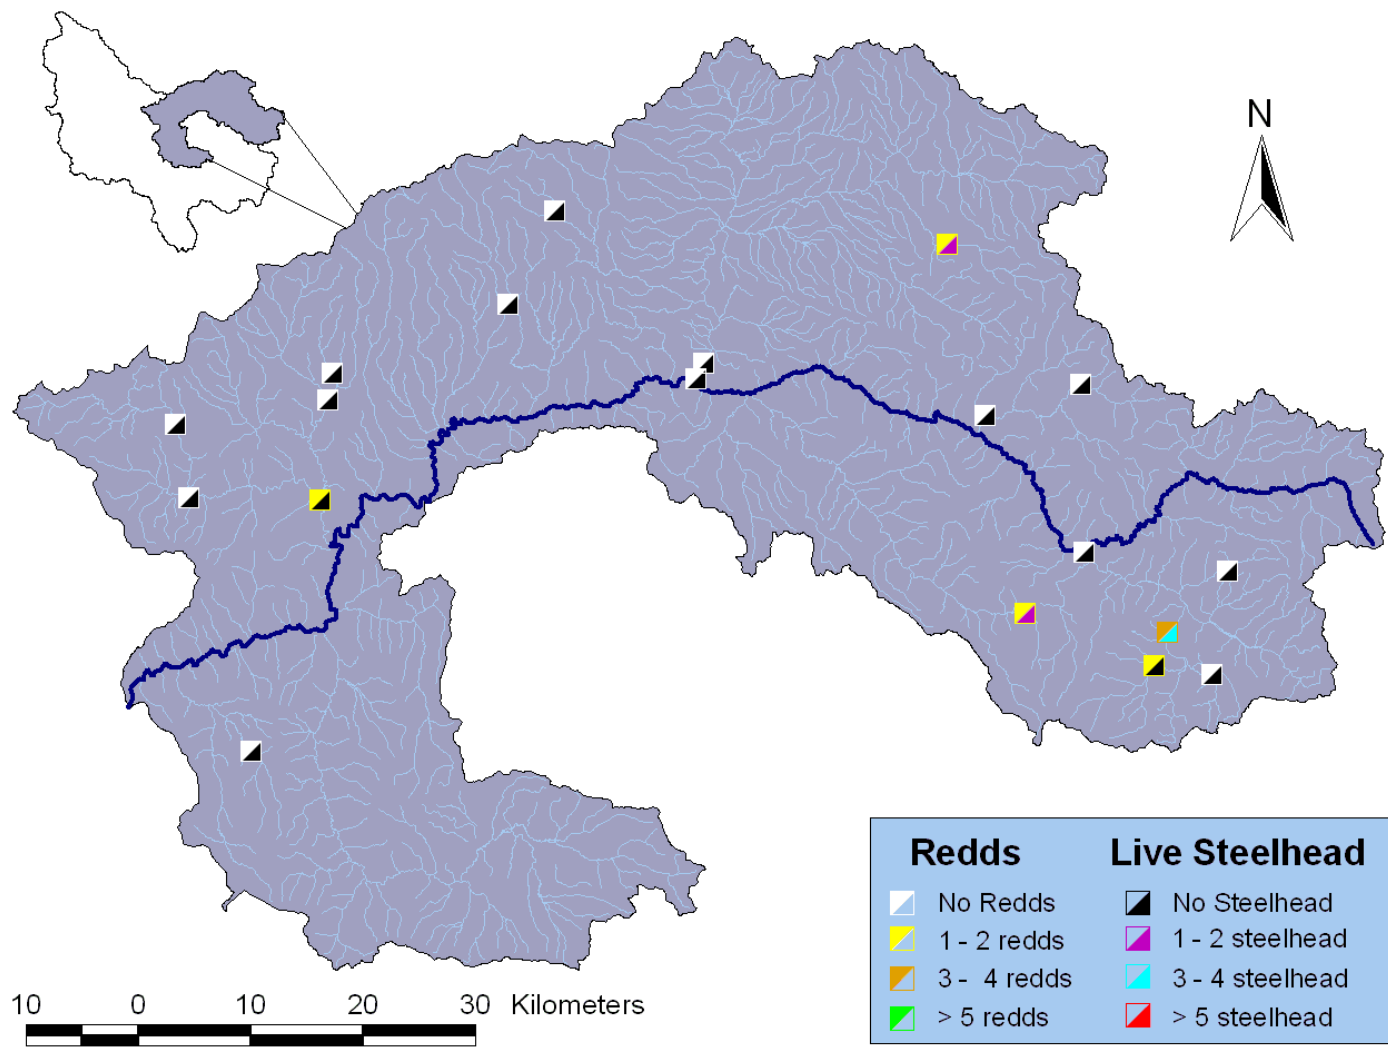 N
Redds Live Steelhead
No Redds No Steelhead
1 - 2 redds 1 - 2 steelhead
3 - 4 redds 3 - 4 steelhead
> 5 redds > 5 steelhead
10 0 10 20 30 Kilometers